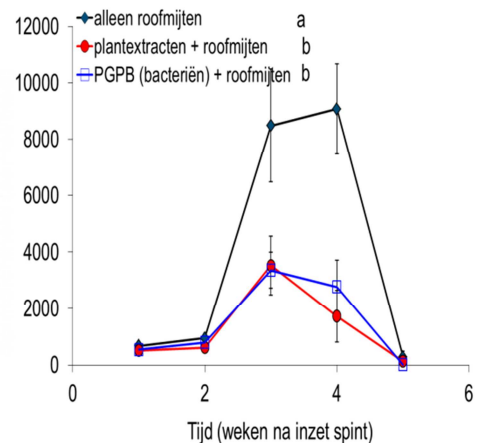 12000
alleen roofmijten a
plantextracten + roofmijten b
PGPB (bacteriën) + roofmijten b
10000
8000
6000
4000
2000
0
0 2 4 6
Tijd (weken na inzet spint)